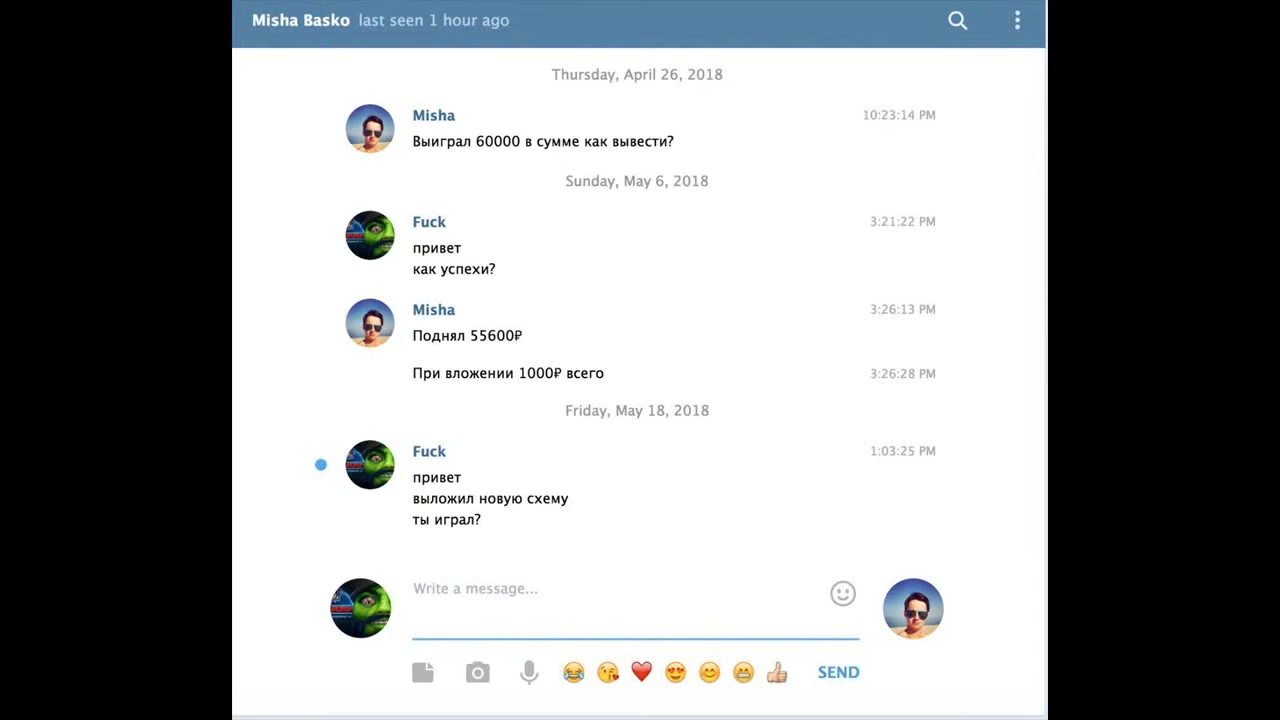 Misha Basko last seen 1 hour ago
Thursday, April 26, 2018
Misha 10:23:14 PM
Выиграл 60000 в сумме как вывести?
Sunday, May 6, 2018
Fuck 3:21:22 PM
привет
как успехи?
Misha 3:26:13 PM
Поднял 55600₽
При вложении 1000₽ всего 3:26:28 PM
Friday, May 18, 2018
Fuck 1:03:25 PM
привет
выложил новую схему
ты играл?
Write a message...
SEND